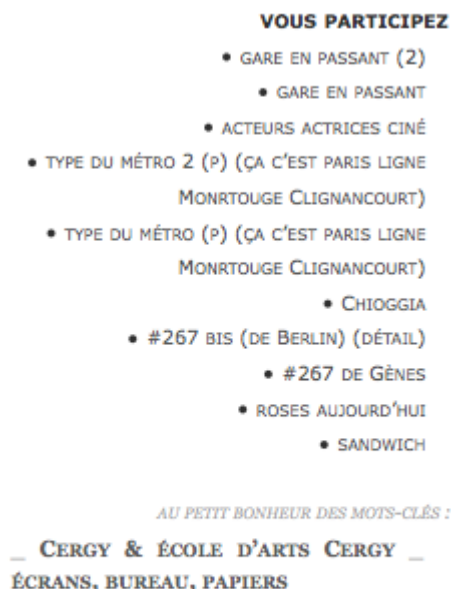 VOUS PARTICIPEZ
• GARE EN PASSANT (2)
• GARE EN PASSANT
• ACTEURS ACTRICES CINÉ
• TYPE DU MÉTRO 2 (P) (ÇA C'EST PARIS LIGNE
MONRTOUGE CLIGNANCOURT)
• TYPE DU MÉTRO (P) (ÇA C'EST PARIS LIGNE
MONRTOUGE CLIGNANCOURT)
• CHIOGGIA
• #267 BIS (DE BERLIN) (DÉTAIL)
• #267 DE GÈNES
• ROSES AUJOURD'HUI
• SANDWICH
AU PETIT BONHEUR DES MOTS-CLÉS :
_ CERGY & ÉCOLE D'ARTS CERGY _
ÉCRANS, BUREAU, PAPIERS